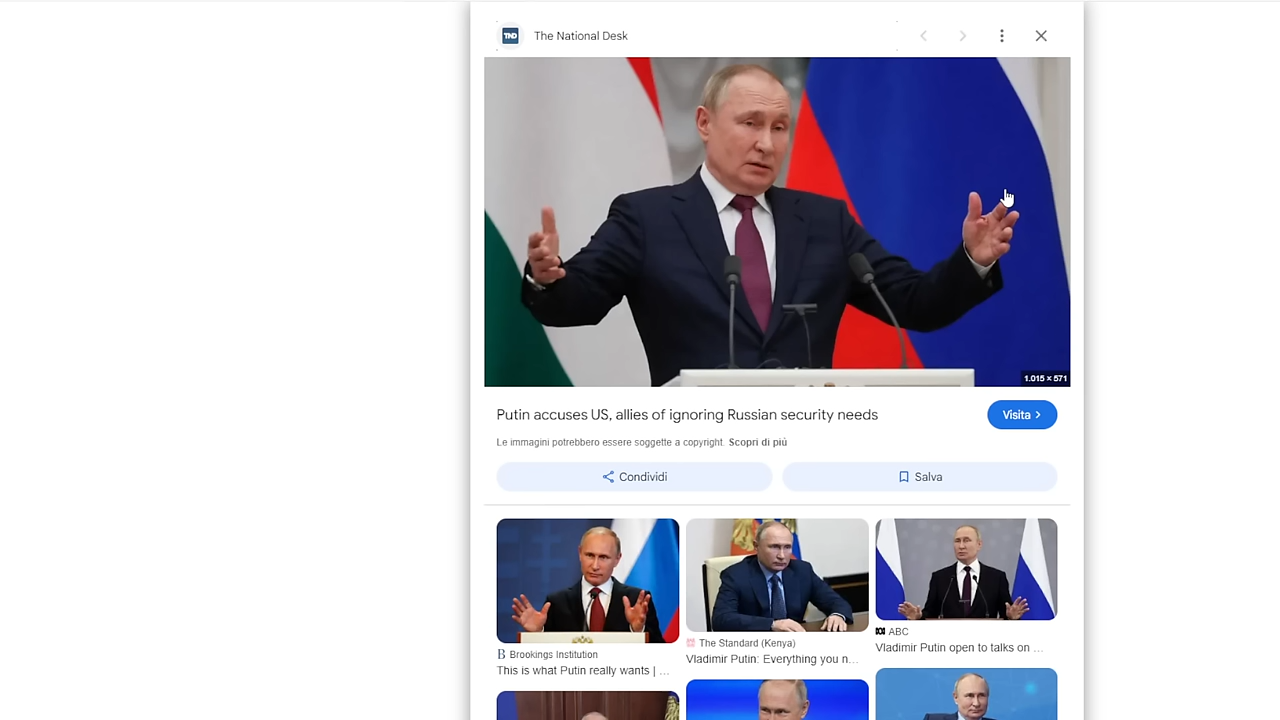 TND
The National Desk
1.015 × 571
Putin accuses US, allies of ignoring Russian security needs
Visita
Le immagini potrebbero essere soggette a copyright. Scopri di più
Condividi
Salva
B Brookings Institution
This is what Putin really wants | ...
The Standard (Kenya)
Vladimir Putin: Everything you n...
ABC
Vladimir Putin open to talks on ...